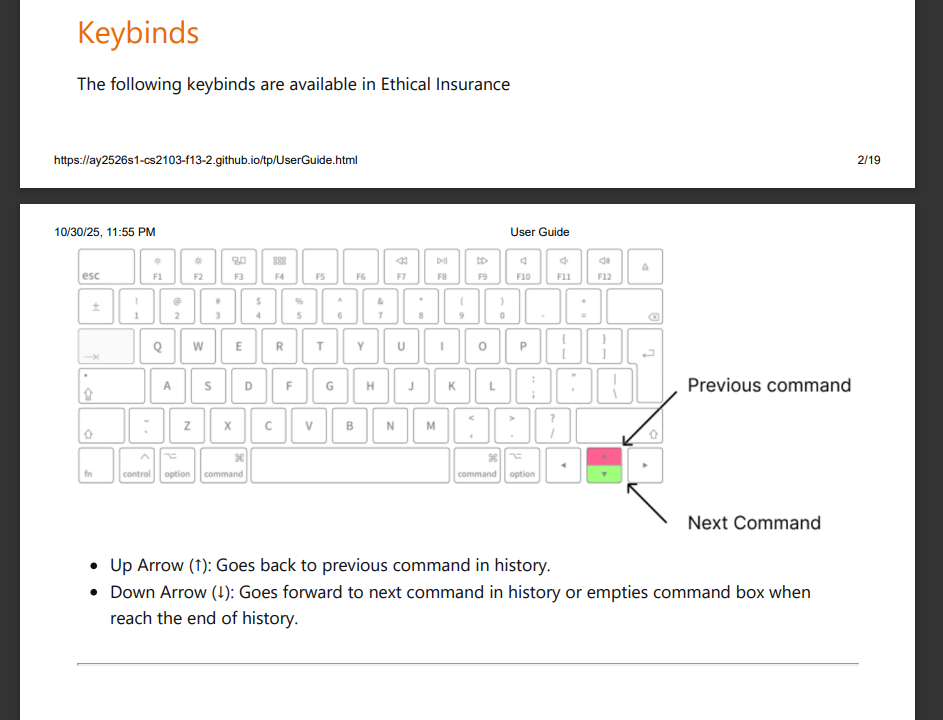 Keybinds
The following keybinds are available in Ethical Insurance
https://ay2526s1-cs2103-f13-2.github.io/tp/UserGuide.html 2/19
10/30/25, 11:55 PM User Guide
esc F1 F2 F3 F4 F5 F6 F7 F8 F9 F10 F11 F12
± ! 1 @ 2 # 3 $ 4 % 5 ^ 6 & 7 * 8 ( 9 ) 0 - + =
Q W E R T Y U I O P { [ } ]
A S D F G H J K L : ; " ' | \
~ ` Z X C V B N M < , > . ? /
fn control option command command option
Previous command
Next Command
• Up Arrow (↑): Goes back to previous command in history.
• Down Arrow (↓): Goes forward to next command in history or empties command box when
reach the end of history.